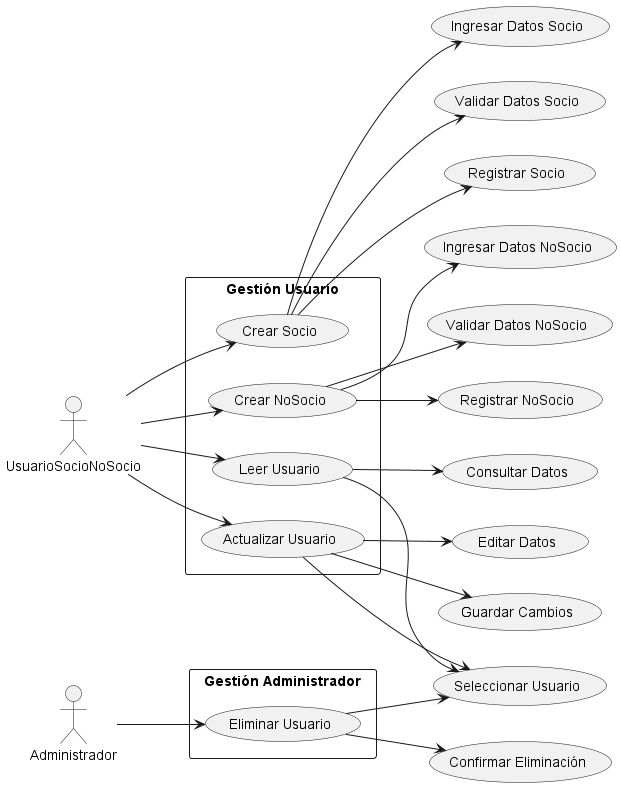 Ingresar Datos Socio
Validar Datos Socio
Registrar Socio
Ingresar Datos NoSocio
Gestión Usuario
Validar Datos NoSocio
Crear Socio
Crear NoSocio
Registrar NoSocio
UsuarioSocioNoSocio
Leer Usuario
Consultar Datos
Actualizar Usuario
Editar Datos
Guardar Cambios
Gestión Administrador
Seleccionar Usuario
Eliminar Usuario
Administrador
Confirmar Eliminación